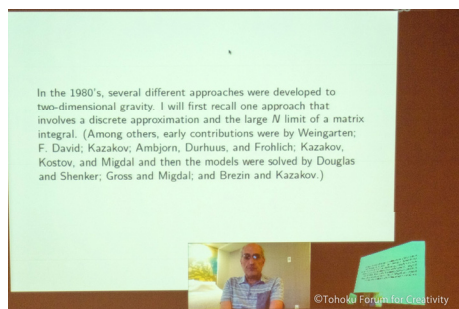 In the 1980's, several different approaches were developed to
two-dimensional gravity. I will first recall one approach that
involves a discrete approximation and the large N limit of a matrix
integral. (Among others, early contributions were by Weingarten;
F. David; Kazakov; Ambjorn, Durhuus, and Frohlich; Kazakov,
Kostov, and Migdal and then the models were solved by Douglas
and Shenker; Gross and Migdal; and Brezin and Kazakov.)
©Tohoku Forum for Creativity